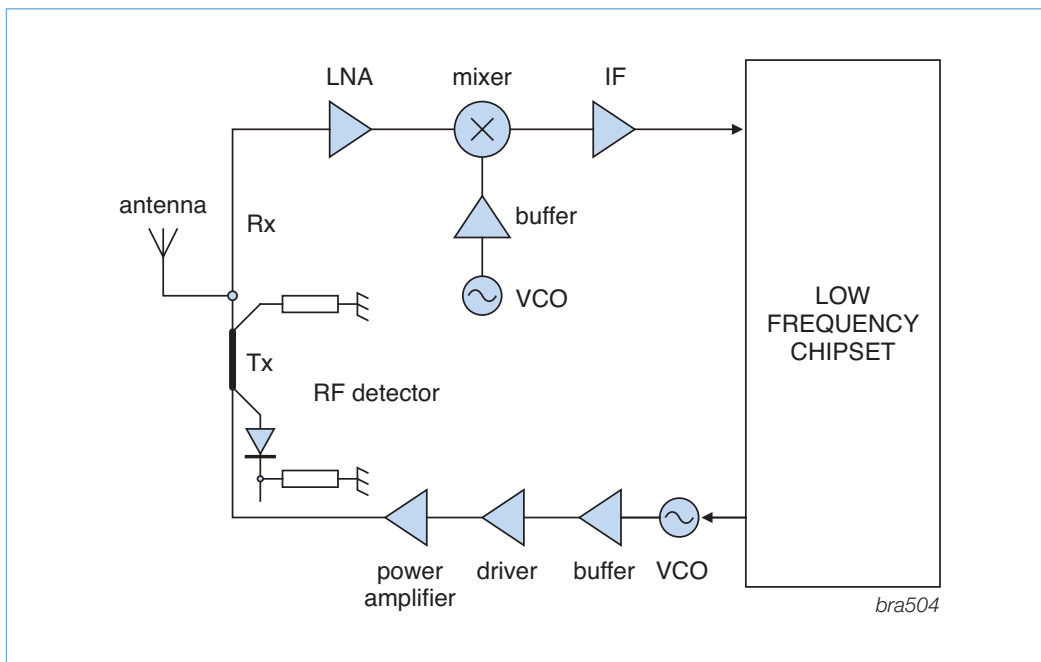 LNA
mixer
IF
antenna
Rx
buffer
VCO
LOW
FREQUENCY
CHIPSET
Tx
RF detector
power
amplifier
driver
buffer
VCO
bra504